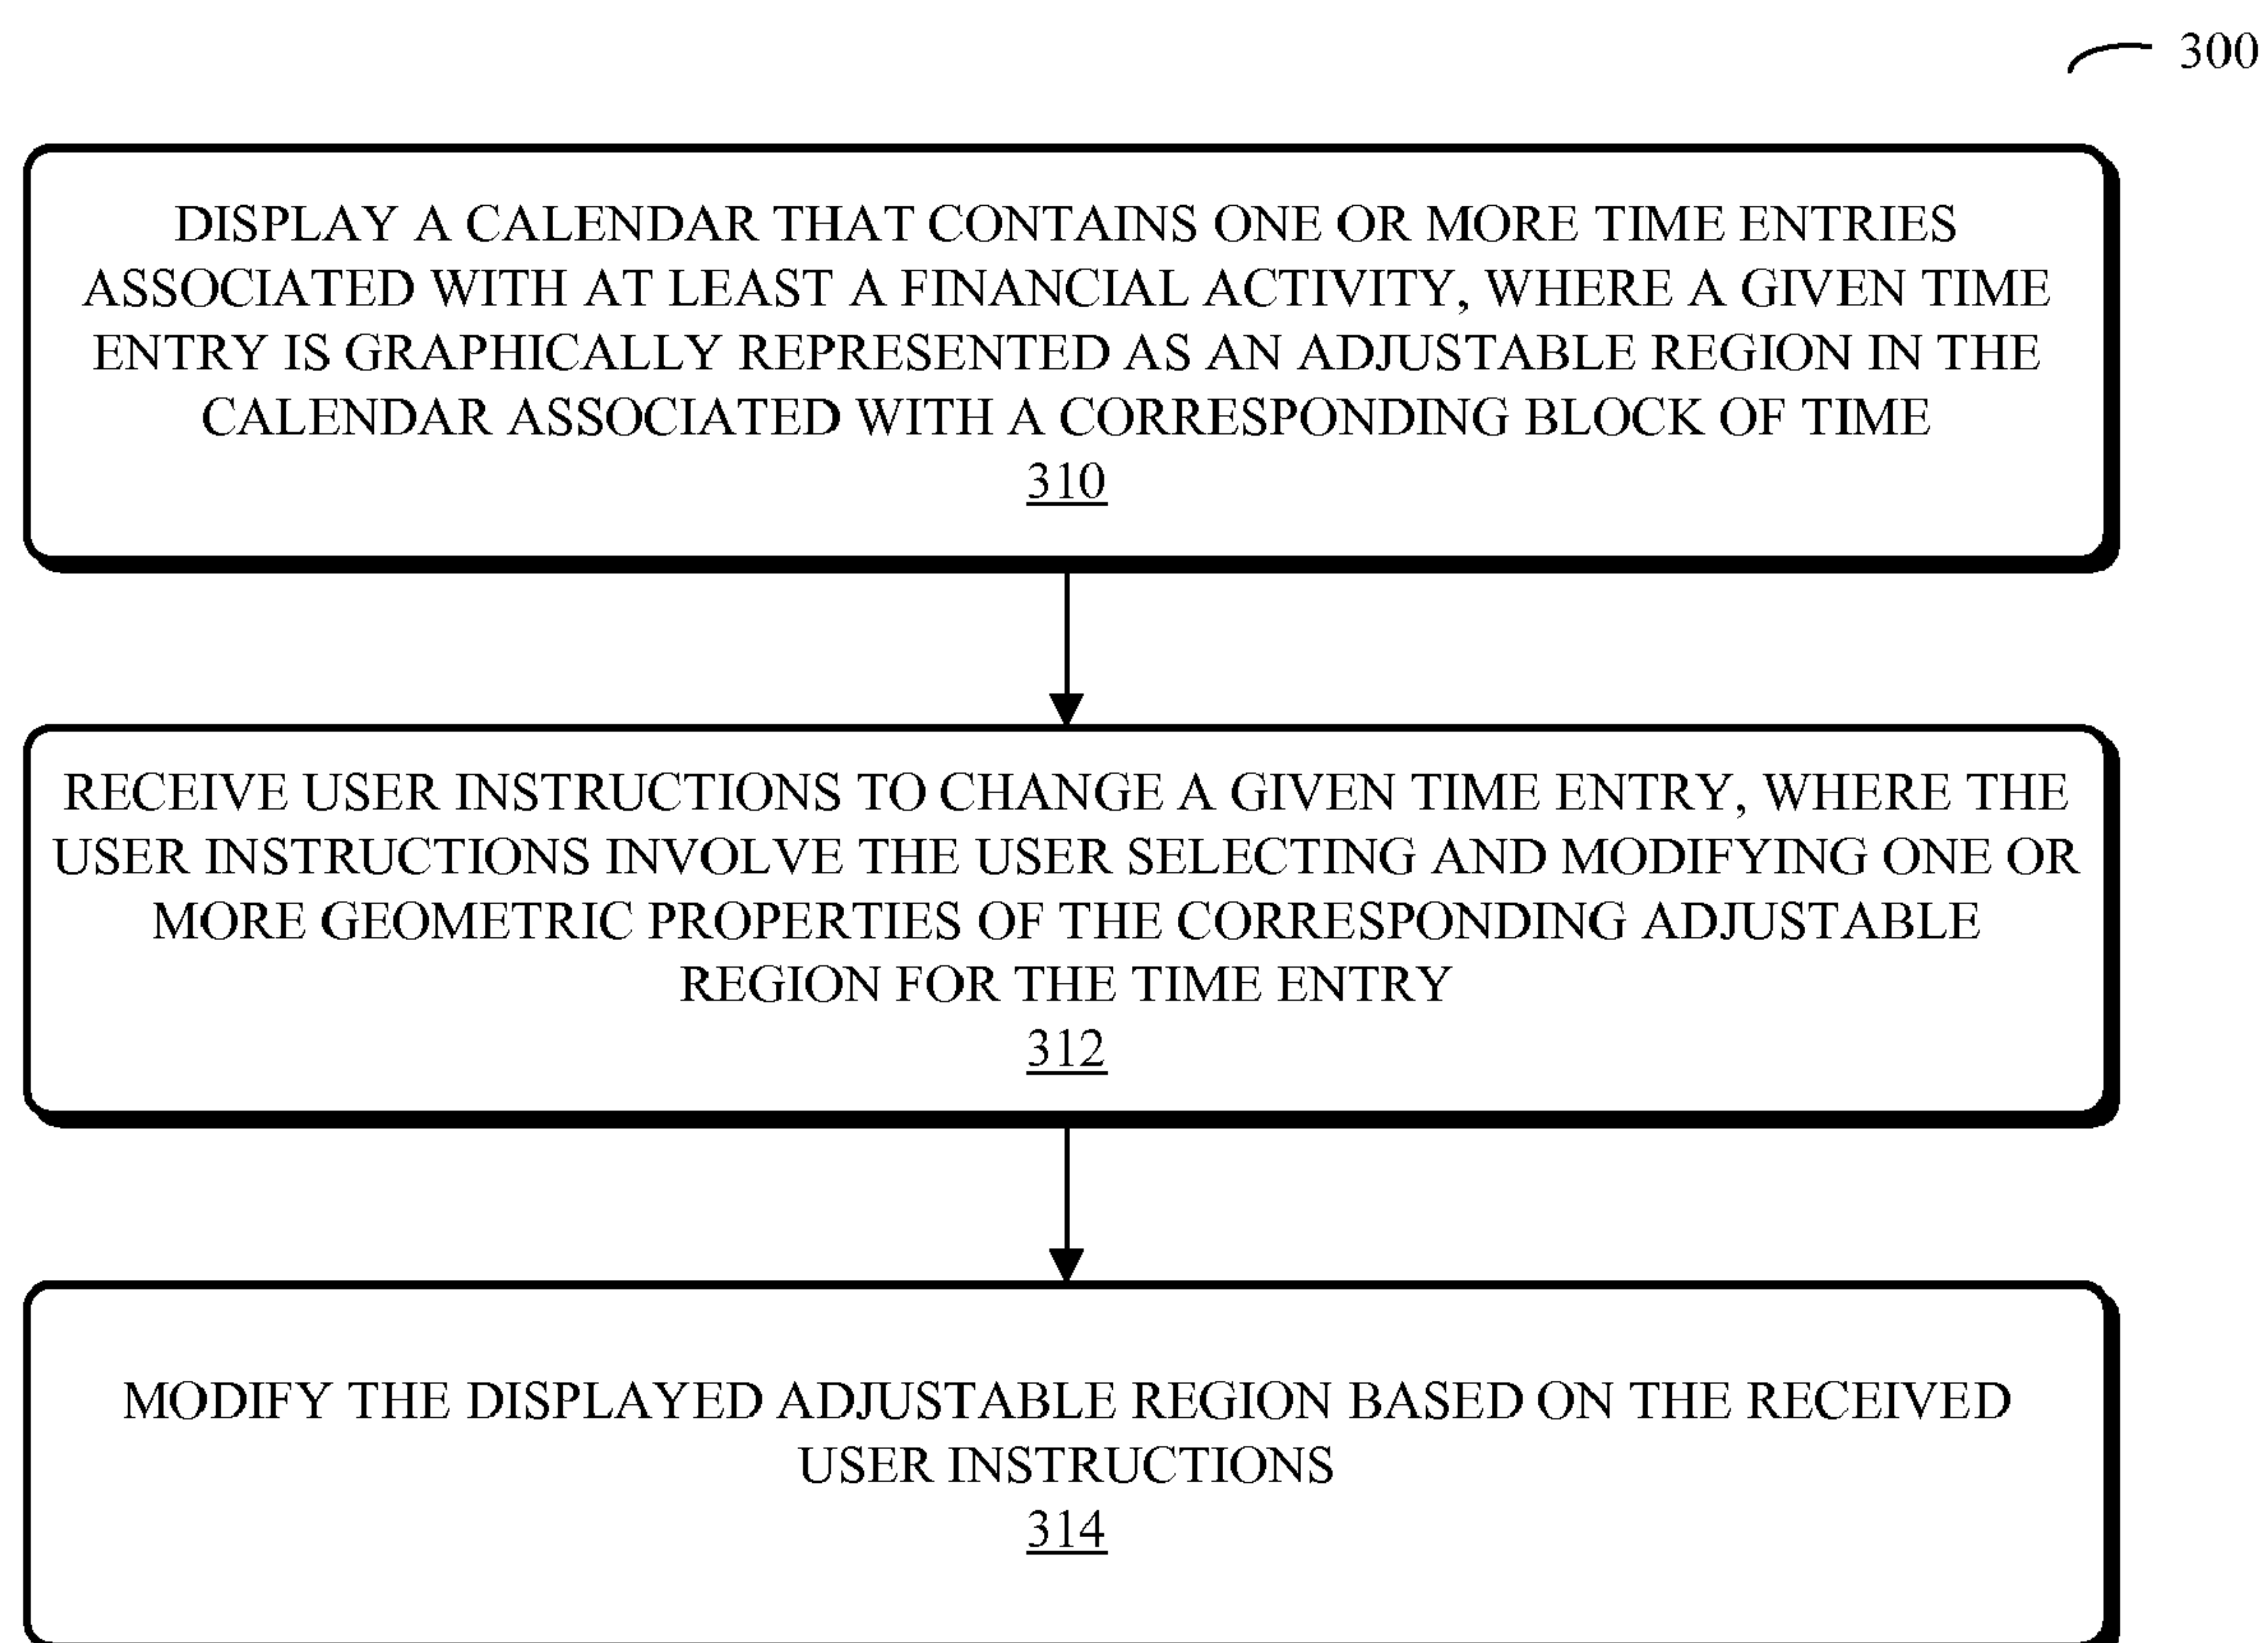 300
DISPLAY A CALENDAR THAT CONTAINS ONE OR MORE TIME ENTRIES
ASSOCIATED WITH AT LEAST A FINANCIAL ACTIVITY, WHERE A GIVEN TIME
ENTRY IS GRAPHICALLY REPRESENTED AS AN ADJUSTABLE REGION IN THE
CALENDAR ASSOCIATED WITH A CORRESPONDING BLOCK OF TIME
310
RECEIVE USER INSTRUCTIONS TO CHANGE A GIVEN TIME ENTRY, WHERE THE
USER INSTRUCTIONS INVOLVE THE USER SELECTING AND MODIFYING ONE OR
MORE GEOMETRIC PROPERTIES OF THE CORRESPONDING ADJUSTABLE
REGION FOR THE TIME ENTRY
312
MODIFY THE DISPLAYED ADJUSTABLE REGION BASED ON THE RECEIVED
USER INSTRUCTIONS
314